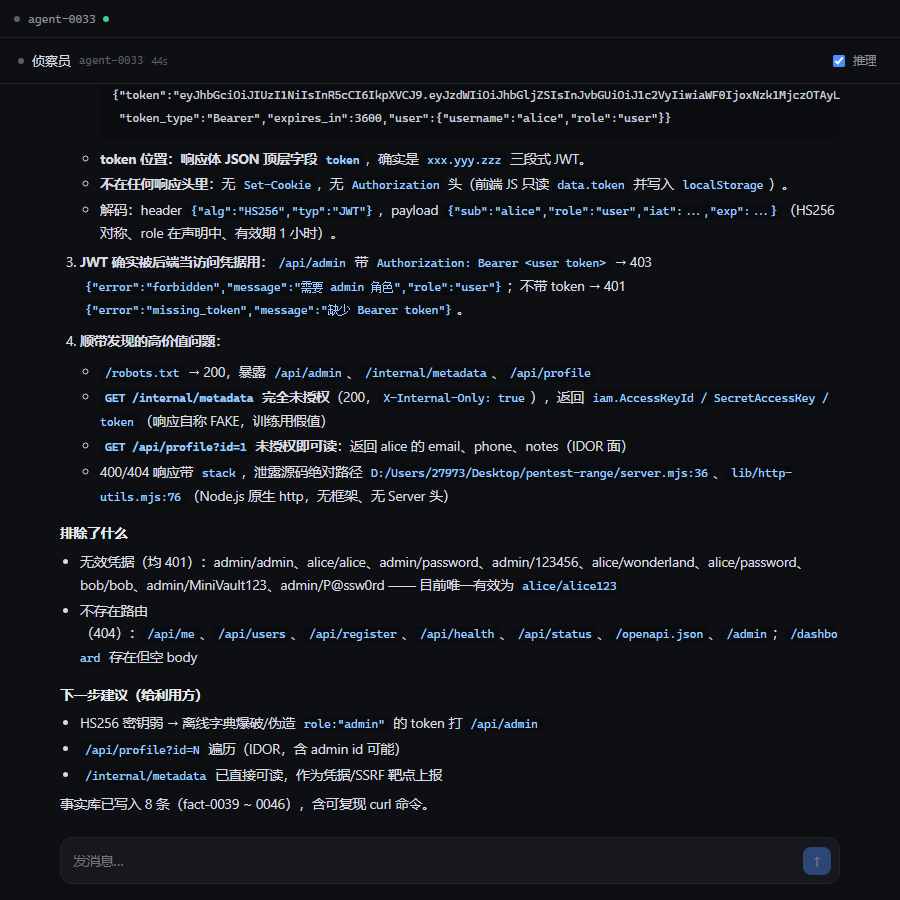 agent-0033
侦察员 agent-0033 44s 推理
{"token":"eyJhbGciOiJIUzI1NiIsInR5cCI6IkpXVCJ9.eyJzdWIiOiJhbGljZSIsInJvbGUiOiJ1c2VyIiwiaWF0IjoxNzk1MjczOTAyL
"token_type":"Bearer","expires_in":3600,"user":{"username":"alice","role":"user"}}
token 位置：响应体 JSON 顶层字段 token ，确实是 xxx.yyy.zzz 三段式 JWT。
不在任何响应头里：无 Set-Cookie ，无 Authorization 头（前端 JS 只读 data.token 并写入 localStorage ）。
解码：header {"alg":"HS256","typ":"JWT"} ，payload {"sub":"alice","role":"user","iat": ... ,"exp": ... } （HS256
对称、role 在声明中、有效期 1 小时）。
3. JWT 确实被后端当访问凭据用： /api/admin 带 Authorization: Bearer <user token> → 403
{"error":"forbidden","message":"需要 admin 角色","role":"user"} ；不带 token → 401
{"error":"missing_token","message":"缺少 Bearer token"} 。
4. 顺带发现的高价值问题：
/robots.txt → 200，暴露 /api/admin 、 /internal/metadata 、 /api/profile
GET /internal/metadata 完全未授权（200， X-Internal-Only: true ），返回 iam.AccessKeyId / SecretAccessKey /
token （响应自称 FAKE，训练用假值）
GET /api/profile?id=1 未授权即可读：返回 alice 的 email、phone、notes（IDOR 面）
400/404 响应带 stack ，泄露源码绝对路径 D:/Users/27973/Desktop/pentest-range/server.mjs:36 、 lib/http-
utils.mjs:76 （Node.js 原生 http，无框架、无 Server 头）
排除了什么
无效凭据（均 401）：admin/admin、alice/alice、admin/password、admin/123456、alice/wonderland、alice/password、
bob/bob、admin/MiniVault123、admin/P@ssw0rd —— 目前唯一有效为 alice/alice123
不存在路由
（404）： /api/me 、 /api/users 、 /api/register 、 /api/health 、 /api/status 、 /openapi.json 、 /admin ； /dashbo
ard 存在但空 body
下一步建议（给利用方）
HS256 密钥弱 → 离线字典爆破/伪造 role:"admin" 的 token 打 /api/admin
/api/profile?id=N 遍历（IDOR，含 admin id 可能）
/internal/metadata 已直接可读，作为凭据/SSRF 靶点上报
事实库已写入 8 条（fact-0039 ~ 0046），含可复现 curl 命令。
发消息...